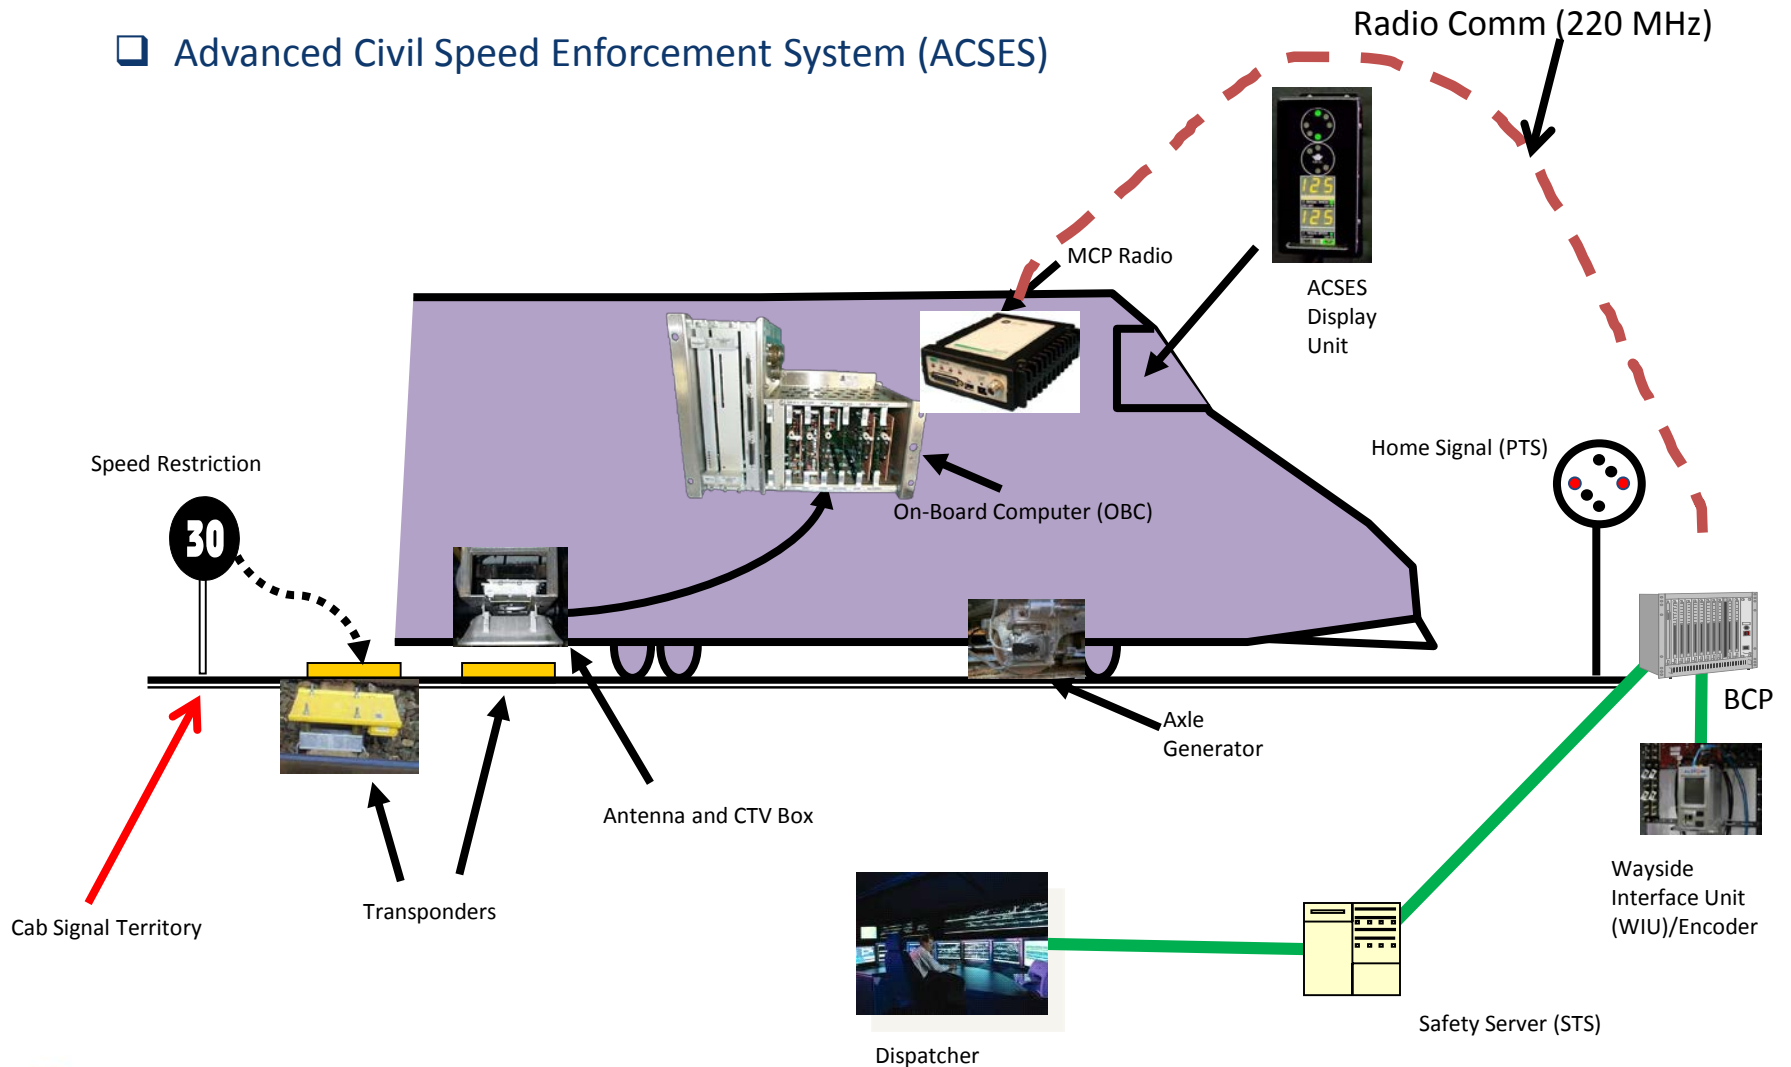 Radio Comm (220 MHz)
❑ Advanced Civil Speed Enforcement System (ACSES)
125
125
MCP Radio
ACSES
Display
Unit
Home Signal (PTS)
Speed Restriction
30
On-Board Computer (OBC)
BCP
Axle
Generator
Antenna and CTV Box
Wayside
Interface Unit
(WIU)/Encoder
Transponders
Cab Signal Territory
Safety Server (STS)
Dispatcher